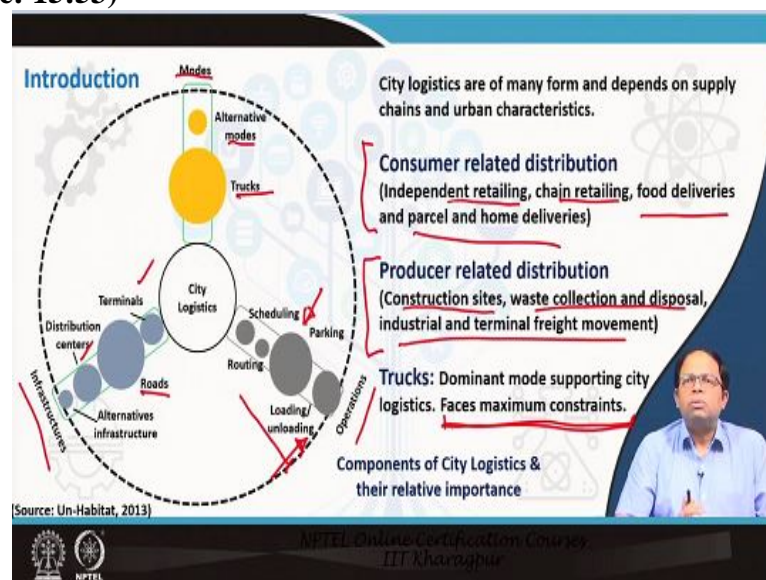 c. 15:35)
Introduction
Modes
Alternative
modes
Trucks
City
Logistics
Terminals
Distribution
centers
Roads
Alternatives
infrastructure
Infrastructures
Scheduling
Parking
Routing
Loading/
unloading
Operations
City logistics are of many form and depends on supply
chains and urban characteristics.
Consumer related distribution
(Independent retailing, chain retailing, food deliveries
and parcel and home deliveries)
Producer related distribution
(Construction sites, waste collection and disposal,
industrial and terminal freight movement)
Trucks: Dominant mode supporting city
logistics. Faces maximum constraints.
Components of City Logistics &
their relative importance
(Source: Un-Habitat, 2013)
NPTEL
NPTEL Online Certification Courses
IIT Kharagpur